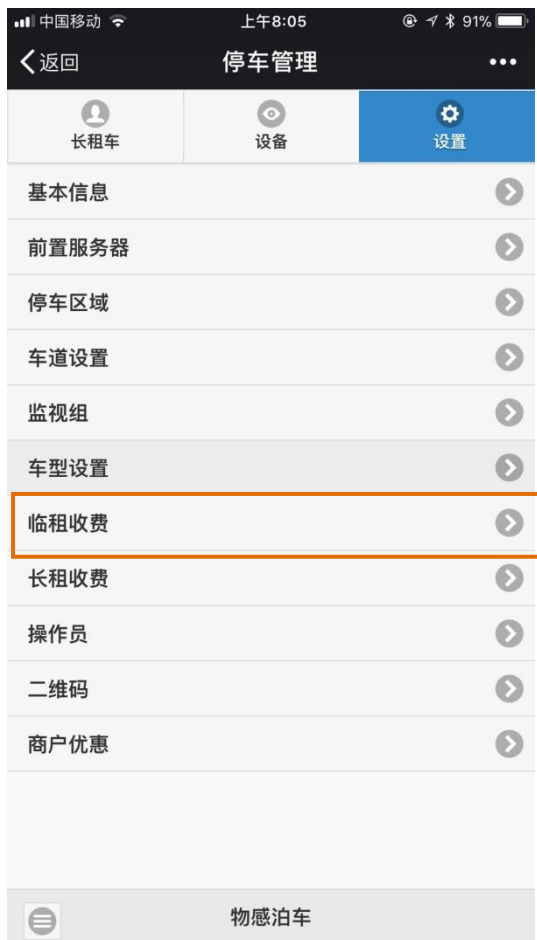 中国移动 上午8:05 91%
返回 停车管理
长租车 设备 设置
基本信息
前置服务器
停车区域
车道设置
监视组
车型设置
临租收费
长租收费
操作员
二维码
商户优惠
物感泊车